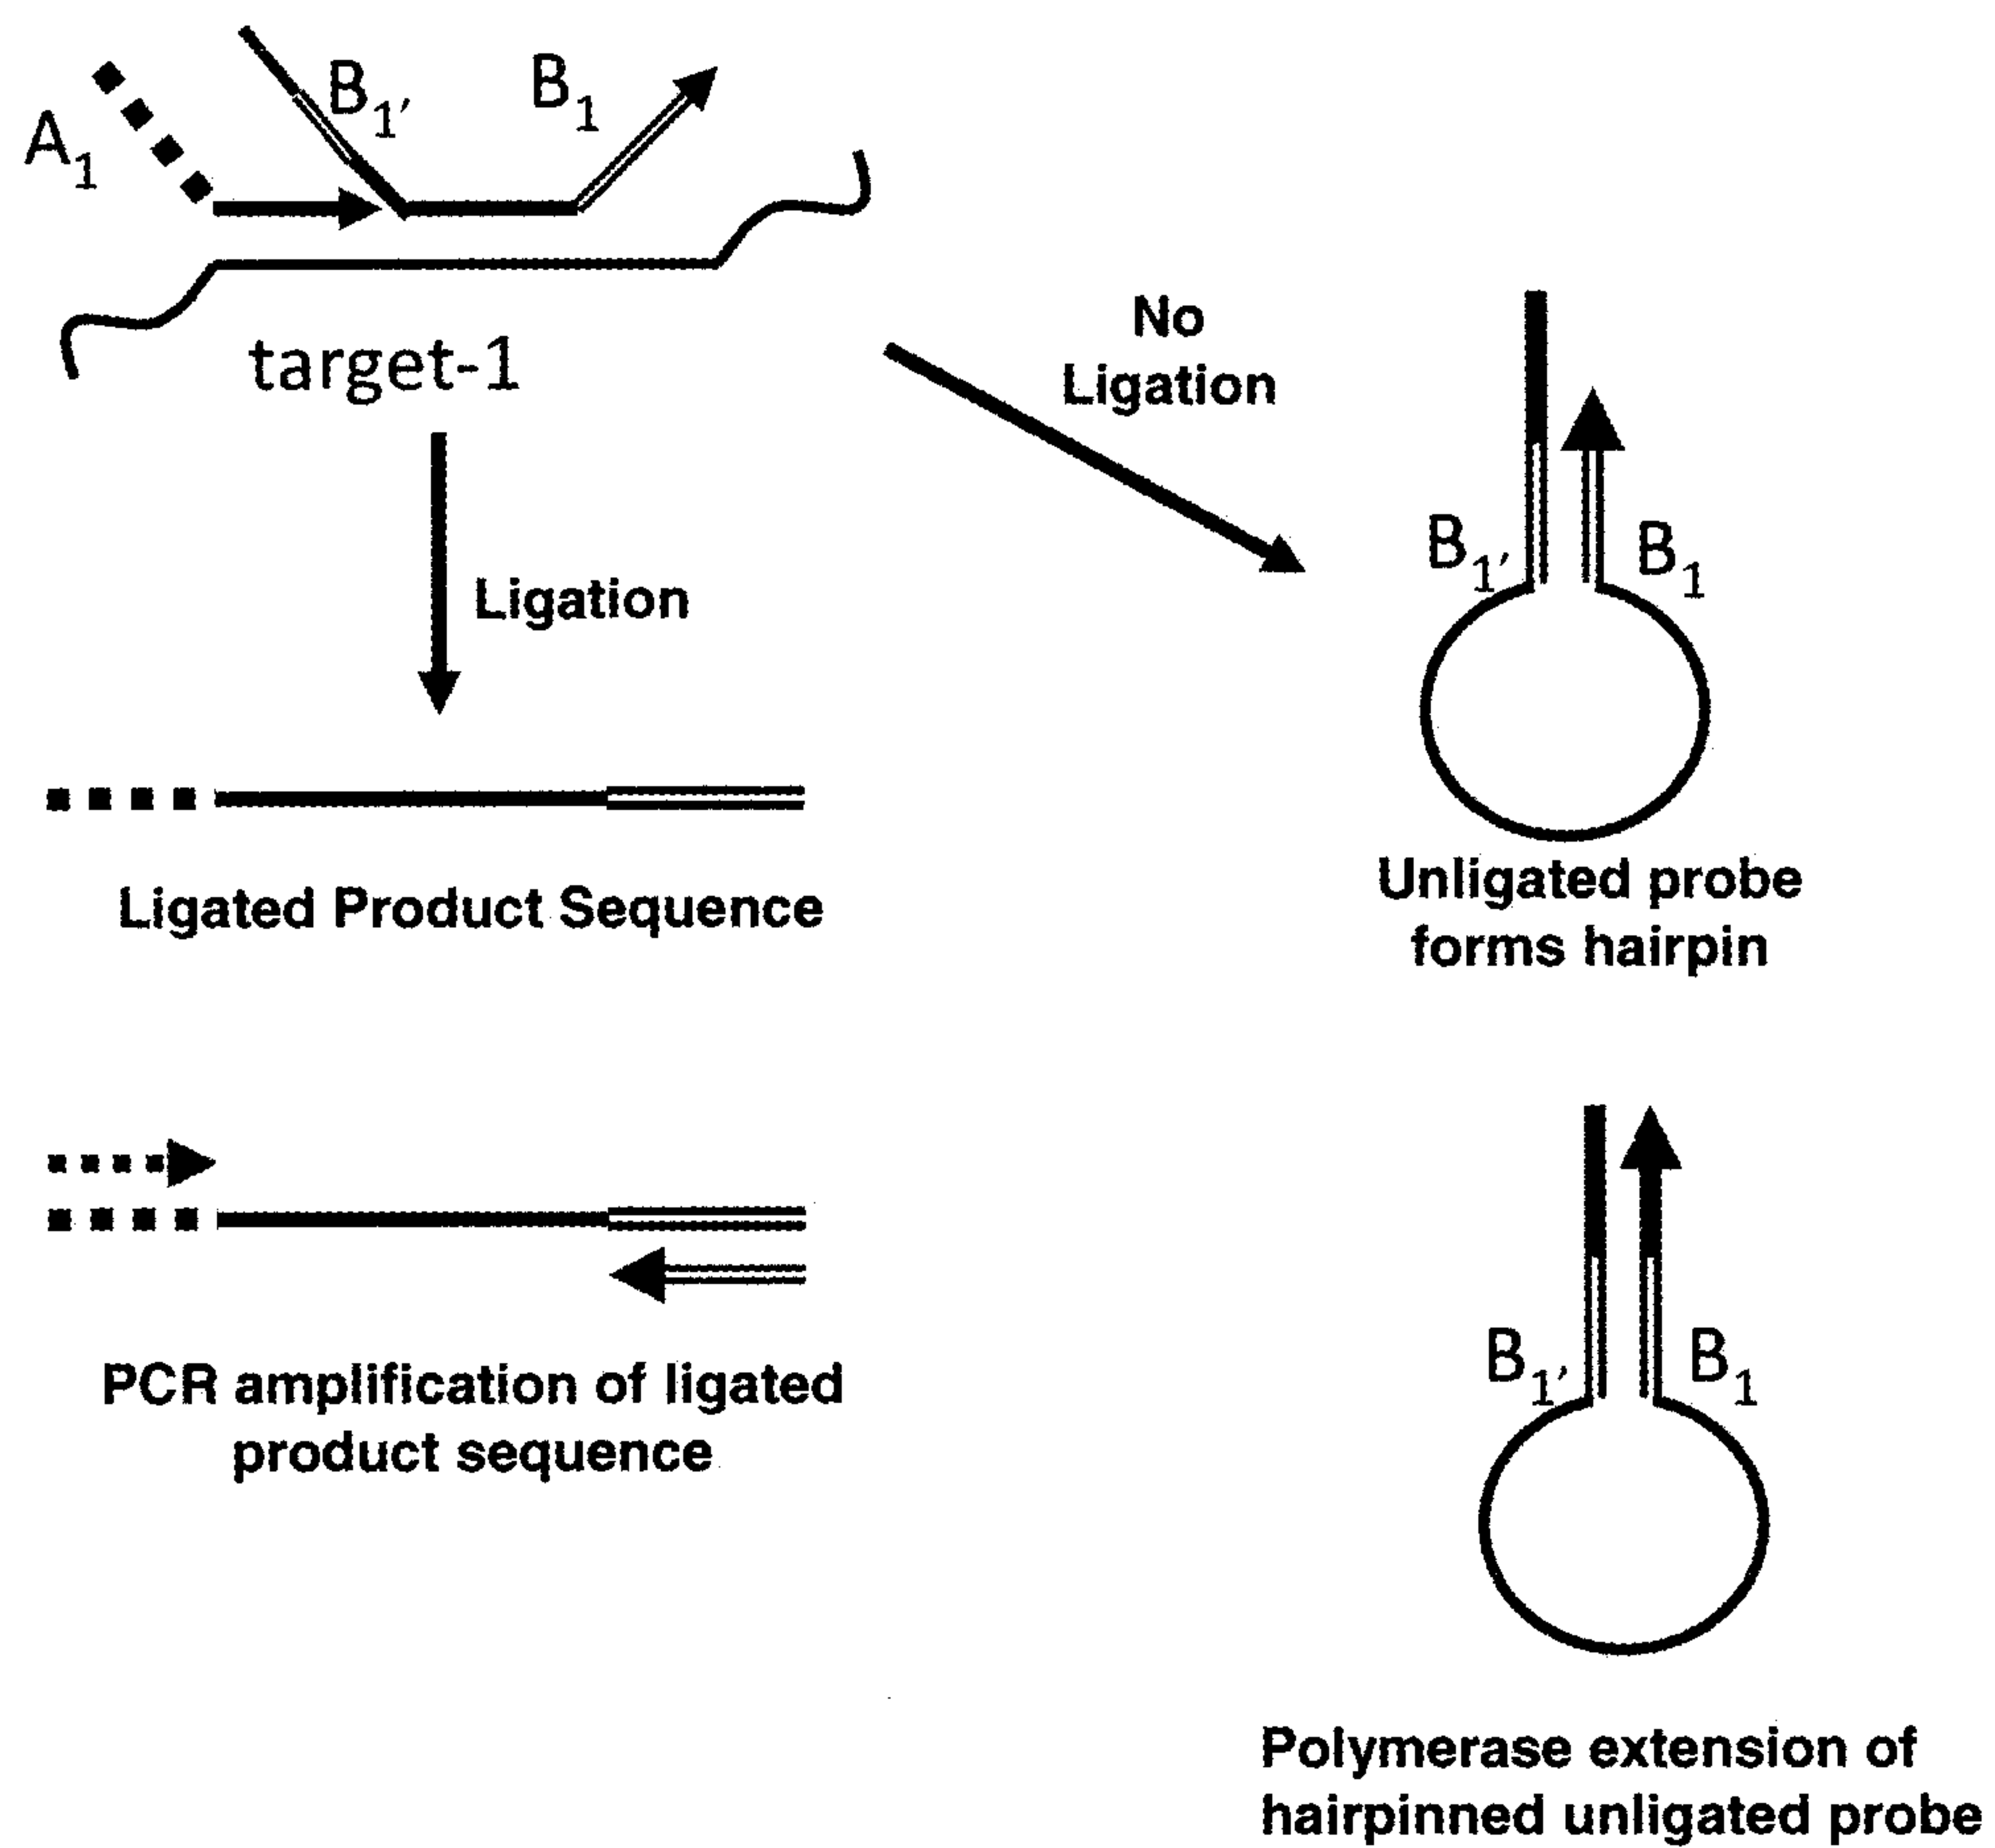 A1
B1′
B1
target-1
No
Ligation
Ligation
B1′
B1
Ligated Product Sequence
Unligated probe
forms hairpin
PCR amplification of ligated
product sequence
B1′
B1
Polymerase extension of
hairpinned unligated probe